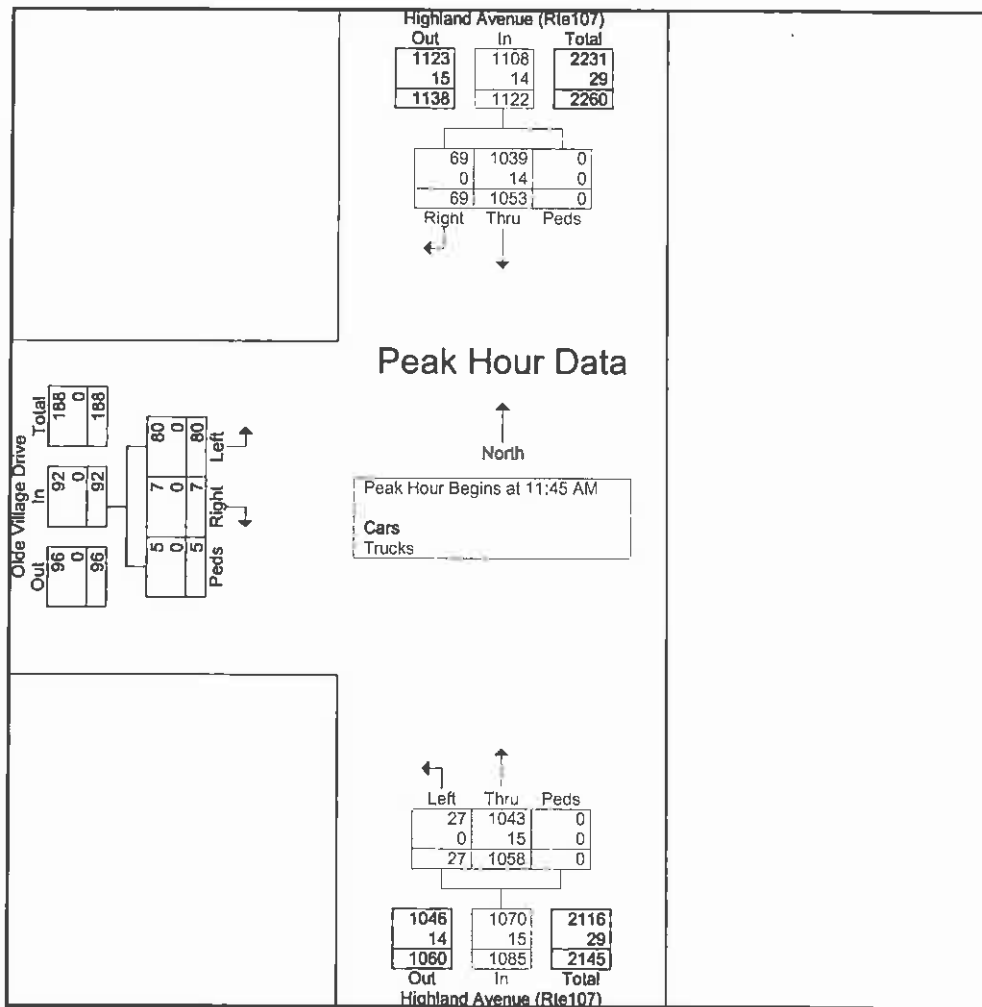 Highland Avenue (Rte107)
Out In Total
1123 1108 2231
15 14 29
1138 1122 2260
69 1039 0
0 14 0
69 1053 0
Right Thru Peds
Peak Hour Data
North
Peak Hour Begins at 11:45 AM
Cars
Trucks
Olde Village Drive
Out In Total
96 92 188
0 0 0
96 92 188
5 7 80
0 0 0
5 7 80
Peds Right Left
Left Thru Peds
27 1043 0
0 15 0
27 1058 0
1046 1070 2116
14 15 29
1060 1085 2145
Out In Total
Highland Avenue (Rte107)